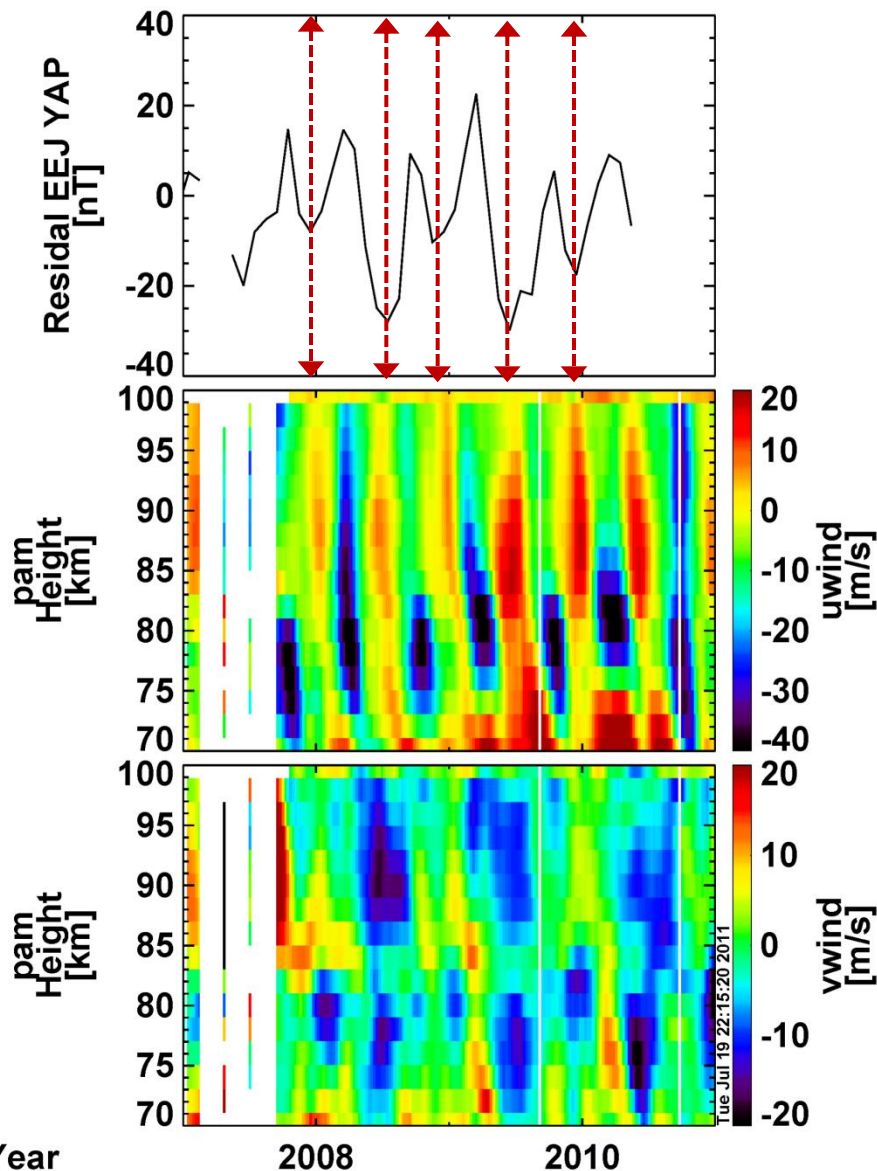 Residal EEJ YAP
[nT]
40
20
0
-20
-40
pam
Height
[km]
100
95
90
85
80
75
70
20
10
0
-10
-20
-30
-40
uwind
[m/s]
pam
Height
[km]
100
95
90
85
80
75
70
20
10
0
-10
-20
vwind
[m/s]
Tue Jul 19 22:15:20 2011
Year
2008
2010